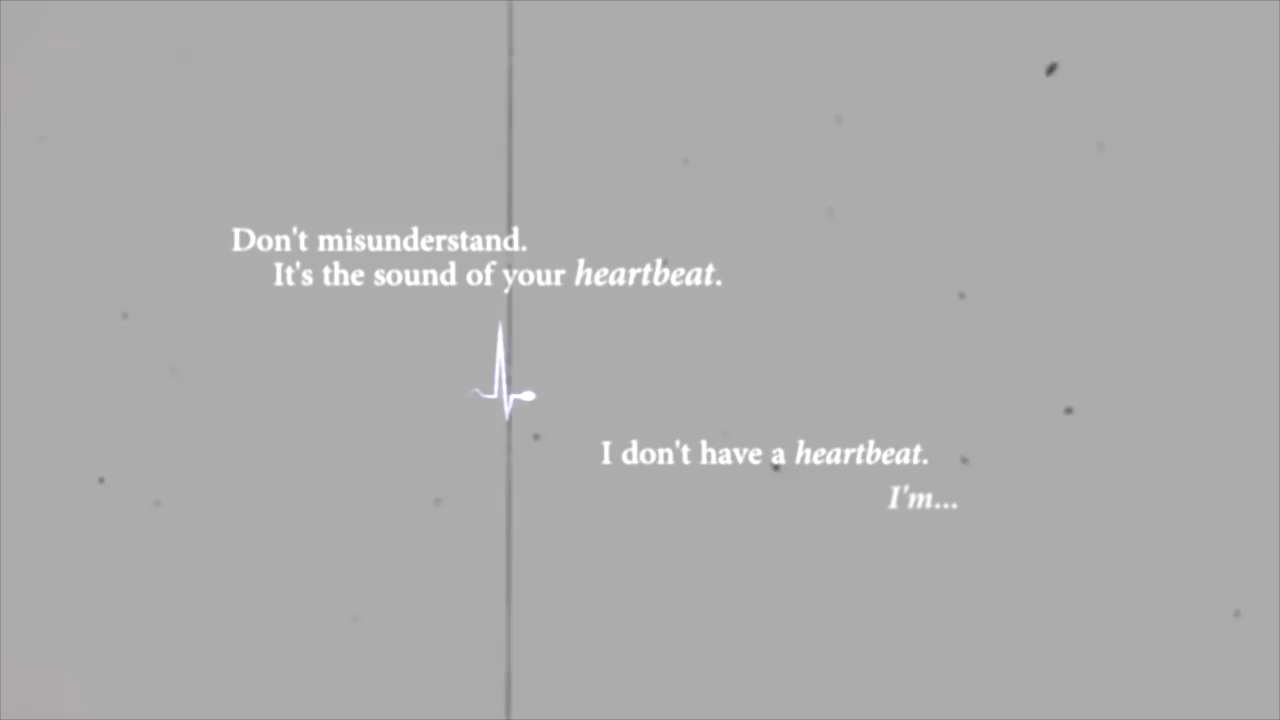 Don't misunderstand.
It's the sound of your heartbeat.
I don't have a heartbeat.
I'm...